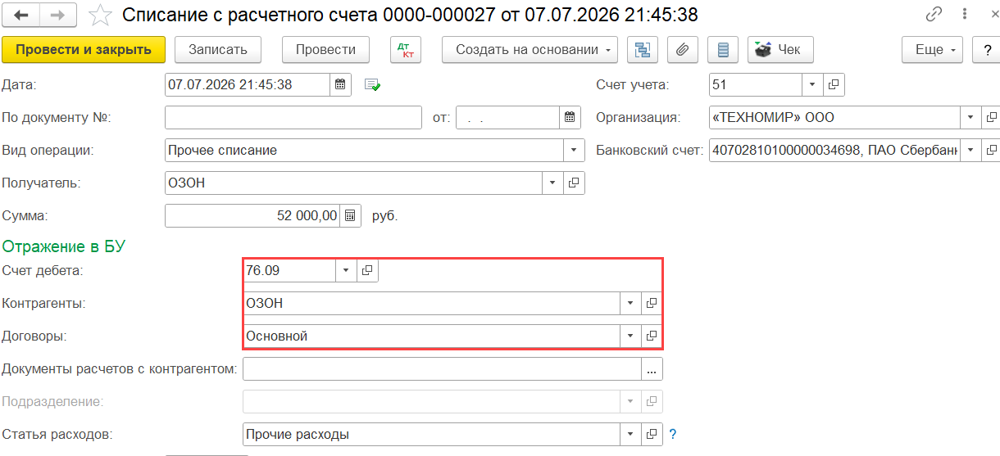 Списание с расчетного счета 0000-000027 от 07.07.2026 21:45:38
Провести и закрыть Записать Провести Дт Кт Создать на основании Чек Еще ?
Дата: 07.07.2026 21:45:38 Счет учета: 51
По документу №: от: . . Организация: «ТЕХНОМИР» ООО
Вид операции: Прочее списание Банковский счет: 40702810100000034698, ПАО Сбербанк
Получатель: ОЗОН
Сумма: 52 000,00 руб.
Отражение в БУ
Счет дебета: 76.09
Контрагенты: ОЗОН
Договоры: Основной
Документы расчетов с контрагентом: ...
Подразделение:
Статья расходов: Прочие расходы ?